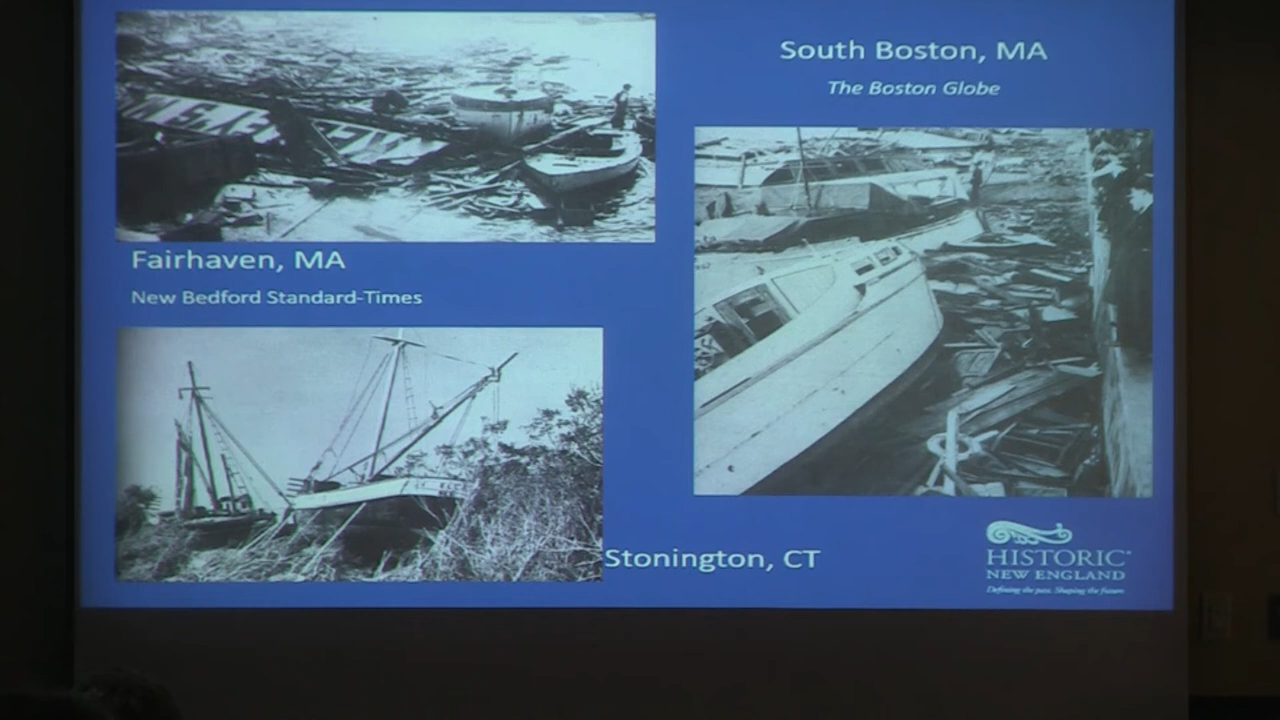 South Boston, MA
The Boston Globe
Fairhaven, MA
New Bedford Standard-Times
Stonington, CT
HISTORIC
NEW ENGLAND
Defining the past. Shaping the future